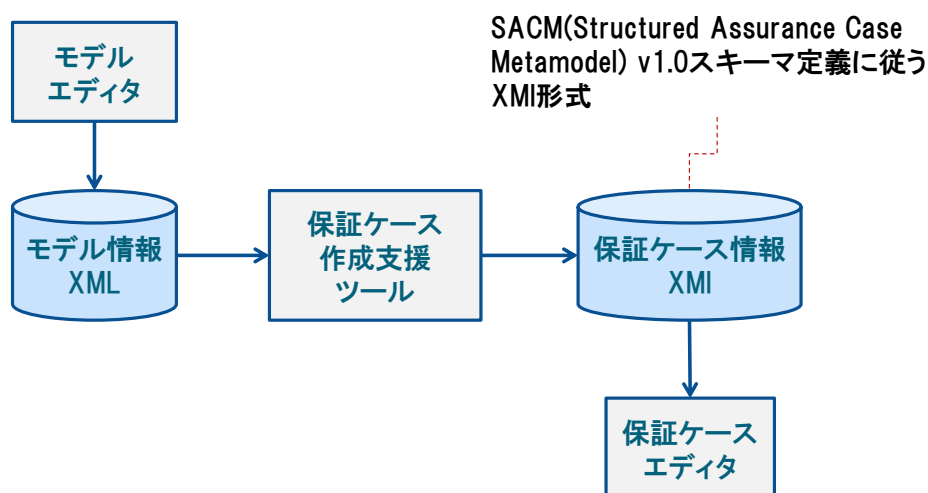 モデル
エディタ
SACM(Structured Assurance Case
Metamodel) v1.0スキーマ定義に従う
XMI形式
モデル情報
XML
保証ケース
作成支援
ツール
保証ケース情報
XMI
保証ケース
エディタ